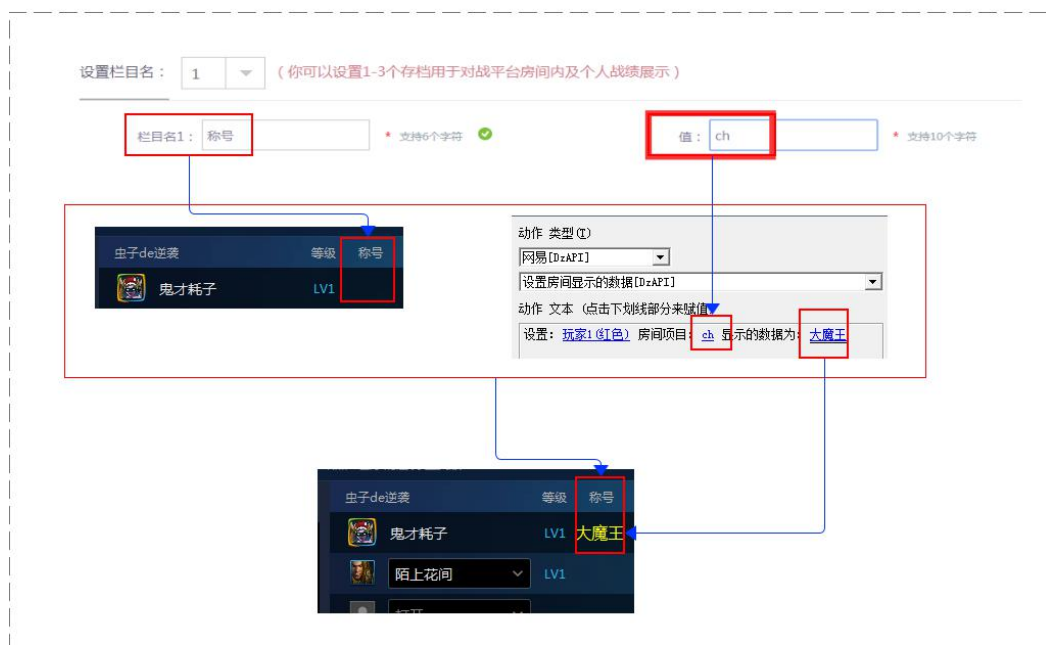 设置栏目名： 1 （你可以设置1-3个存档用于对战平台房间内及个人战绩展示）
栏目名1： 称号 * 支持6个字符 值： ch * 支持10个字符
虫子de逆袭 等级 称号
鬼才耗子 LV1
动作 类型(T)
网易[DzAPI]
设置房间显示的数据[DzAPI]
动作 文本 (点击下划线部分来赋值
设置： 玩家1(红色) 房间项目： ch 显示的数据为： 大魔王
虫子de逆袭 等级 称号
鬼才耗子 LV1 大魔王
陌上花间 LV1
打开